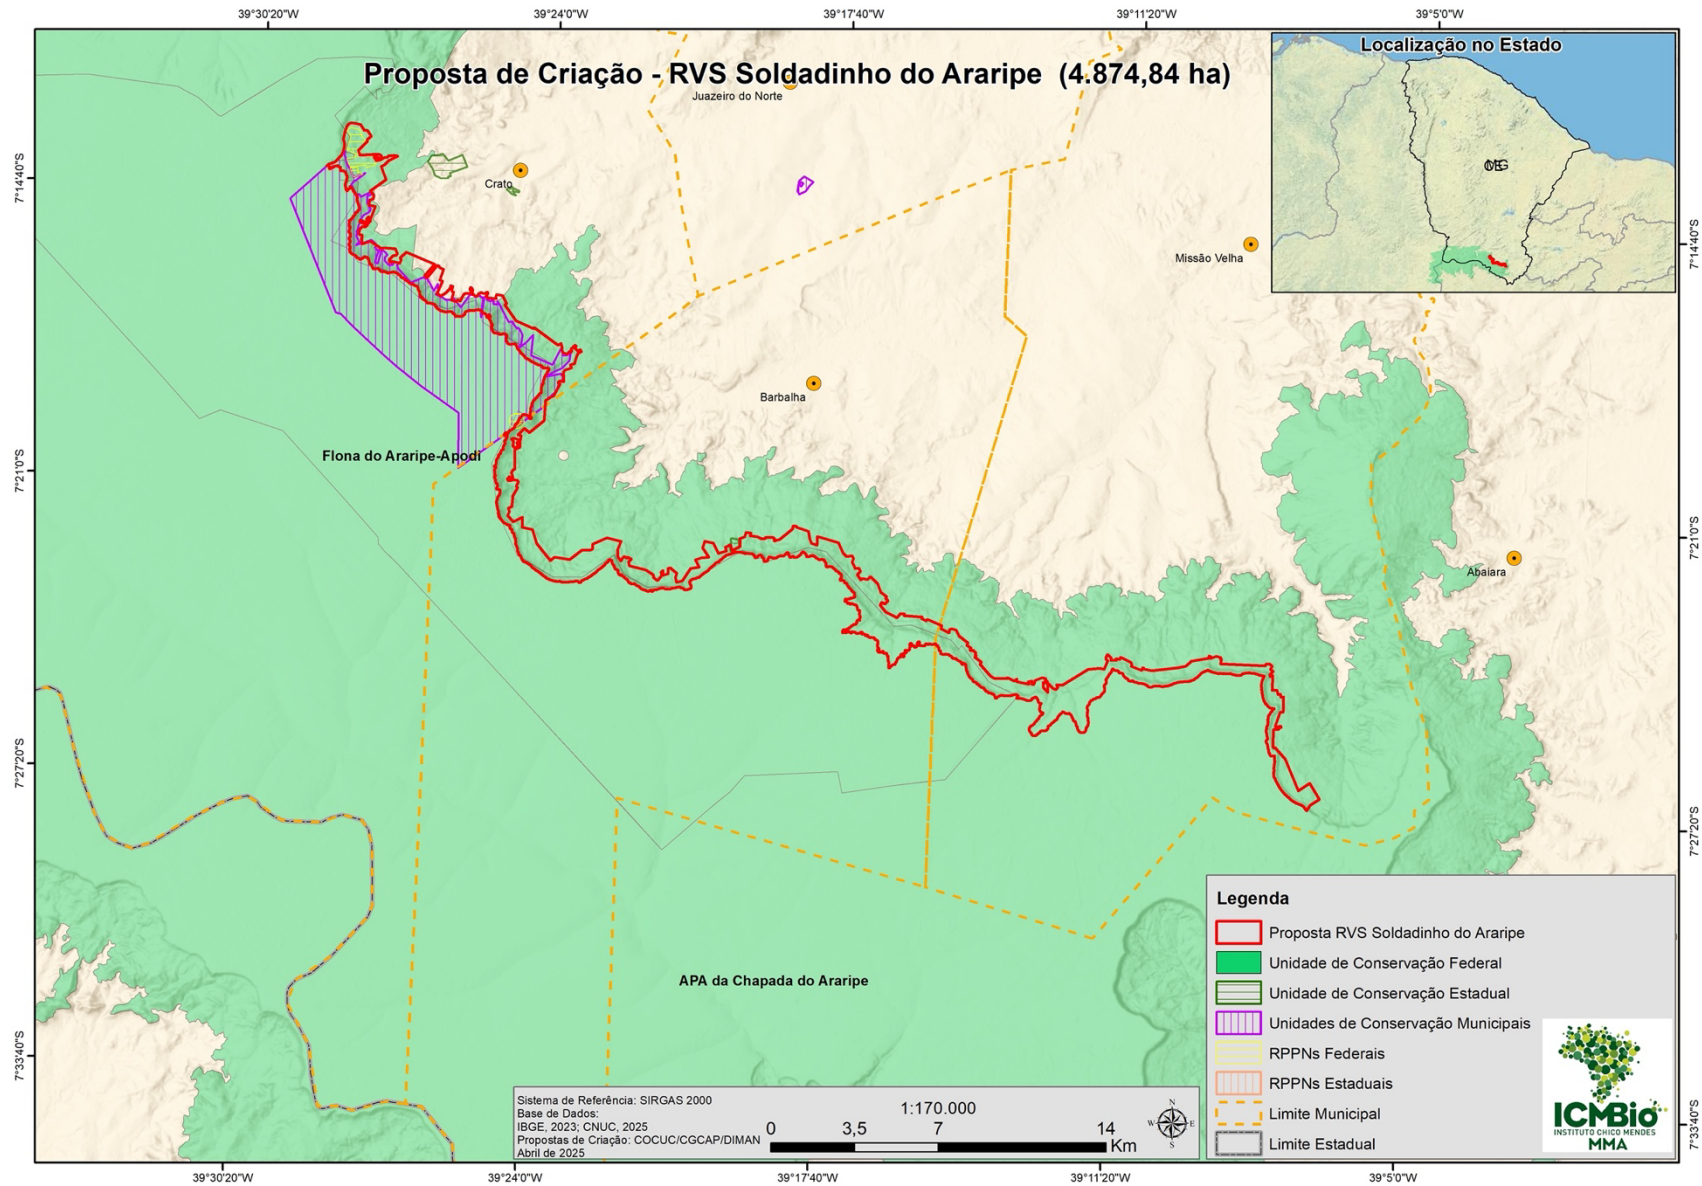 39°30'20"W
39°24'0"W
39°17'40"W
39°11'20"W
39°5'0"W
Proposta de Criação - RVS Soldadinho do Araripe (4.874,84 ha)
Localização no Estado
Juazeiro do Norte
Crato
Missão Velha
Barbalha
Abaiara
7°14'40"S
7°14'40"S
Flona do Araripe-Apodi
7°21'0"S
7°21'0"S
7°27'20"S
7°27'20"S
APA da Chapada do Araripe
7°33'40"S
7°33'40"S
Legenda
Proposta RVS Soldadinho do Araripe
Unidade de Conservação Federal
Unidade de Conservação Estadual
Unidades de Conservação Municipais
RPPNs Federais
RPPNs Estaduais
Limite Municipal
Limite Estadual
ICMBio
INSTITUTO CHICO MENDES
MMA
Sistema de Referência: SIRGAS 2000
Base de Dados:
IBGE, 2023; CNUC, 2025
Propostas de Criação: COCUC/CGCAP/DIMAN
Abril de 2025
1:170.000
0 3,5 7 14
Km
N
W E
S
39°30'20"W
39°24'0"W
39°17'40"W
39°11'20"W
39°5'0"W